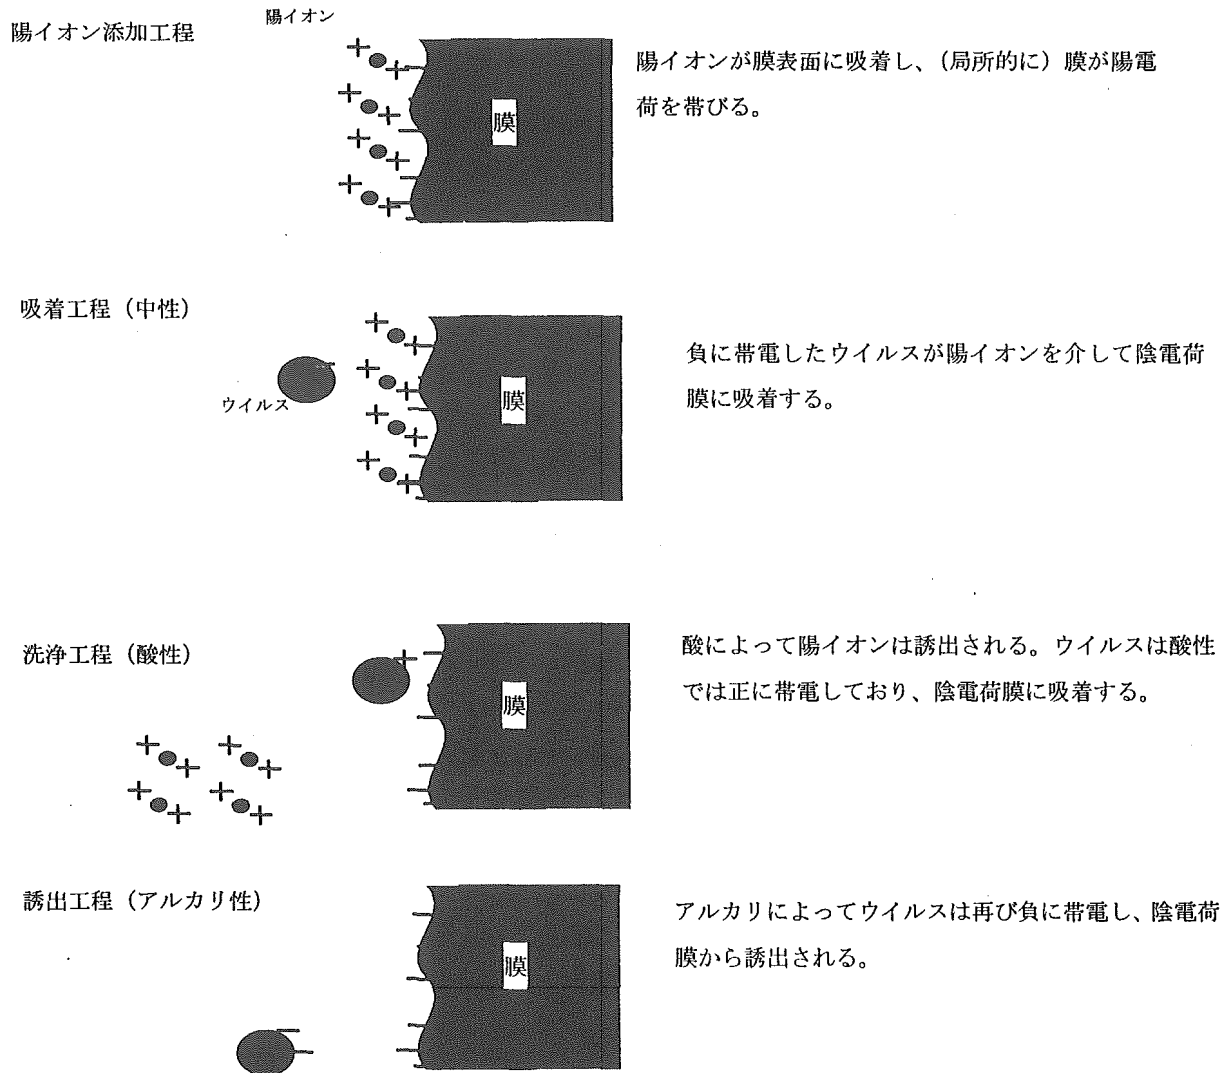 陽イオン添加工程
陽イオン
膜
陽イオンが膜表面に吸着し、（局所的に）膜が陽電
荷を帯びる。
吸着工程（中性）
ウイルス
膜
負に帯電したウイルスが陽イオンを介して陰電荷
膜に吸着する。
洗浄工程（酸性）
膜
酸によって陽イオンは誘出される。ウイルスは酸性
では正に帯電しており、陰電荷膜に吸着する。
誘出工程（アルカリ性）
膜
アルカリによってウイルスは再び負に帯電し、陰電荷
膜から誘出される。